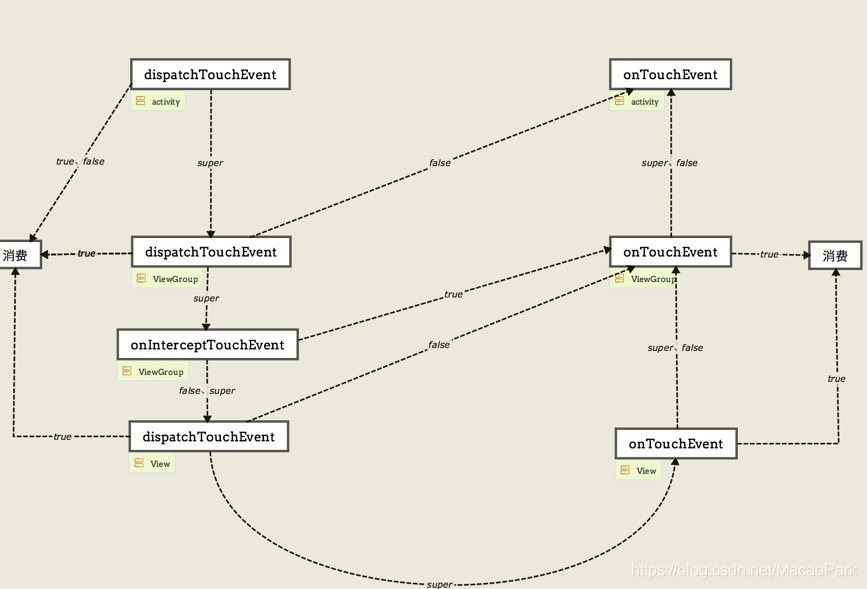 dispatchTouchEvent
activity
onTouchEvent
activity
true、false
super
false
super、false
消费
true
dispatchTouchEvent
ViewGroup
onTouchEvent
ViewGroup
true
消费
super
true
onInterceptTouchEvent
ViewGroup
false
super、false
false、super
true
dispatchTouchEvent
View
true
onTouchEvent
View
super
https://blog.csdn.net/MacaoPark